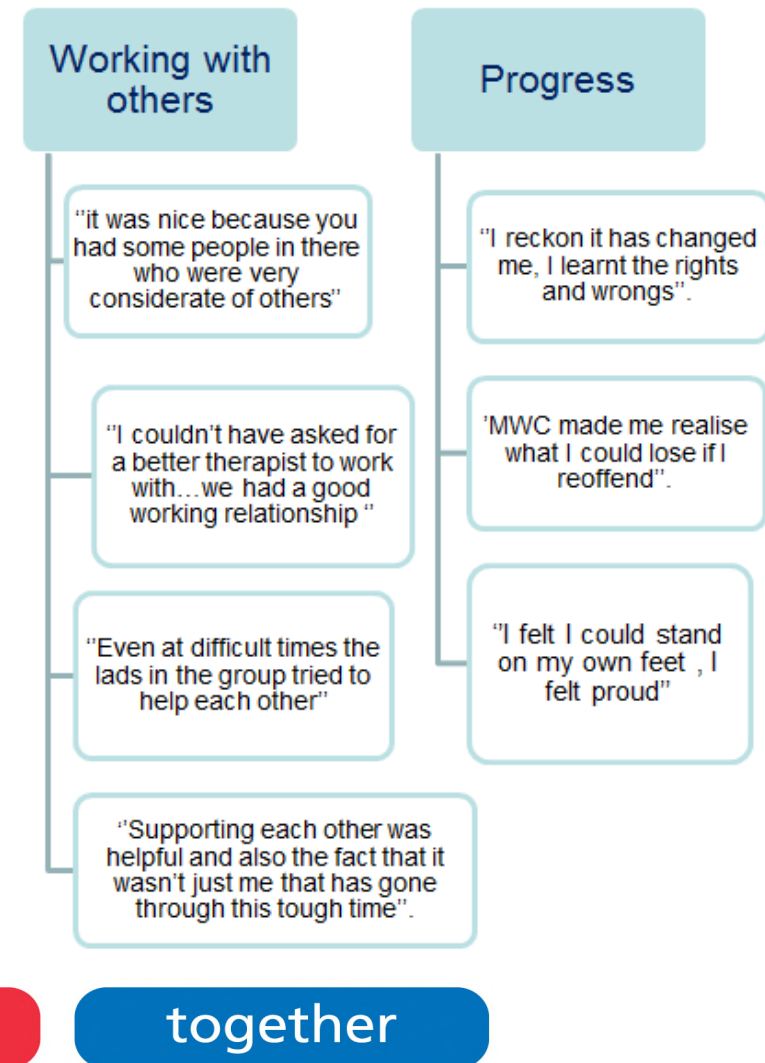 Working with
others
‘’it was nice because you
had some people in there
who were very
considerate of others’’
‘’I couldn’t have asked for
a better therapist to work
with…we had a good
working relationship ‘’
‘’Even at difficult times the
lads in the group tried to
help each other’’
‘’Supporting each other was
helpful and also the fact that it
wasn’t just me that has gone
through this tough time’’.
Progress
‘’I reckon it has changed
me, I learnt the rights
and wrongs’’.
’MWC made me realise
what I could lose if I
reoffend’’.
‘’I felt I could stand
on my own feet , I
felt proud’’
together